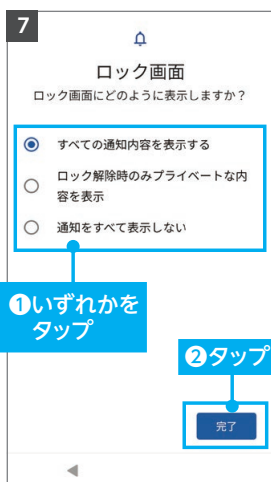 7
ロック画面
ロック画面にどのように表示しますか？
すべての通知内容を表示する
ロック解除時のみプライベートな内
容を表示
通知をすべて表示しない
❶いずれかを
タップ
❷タップ
完了